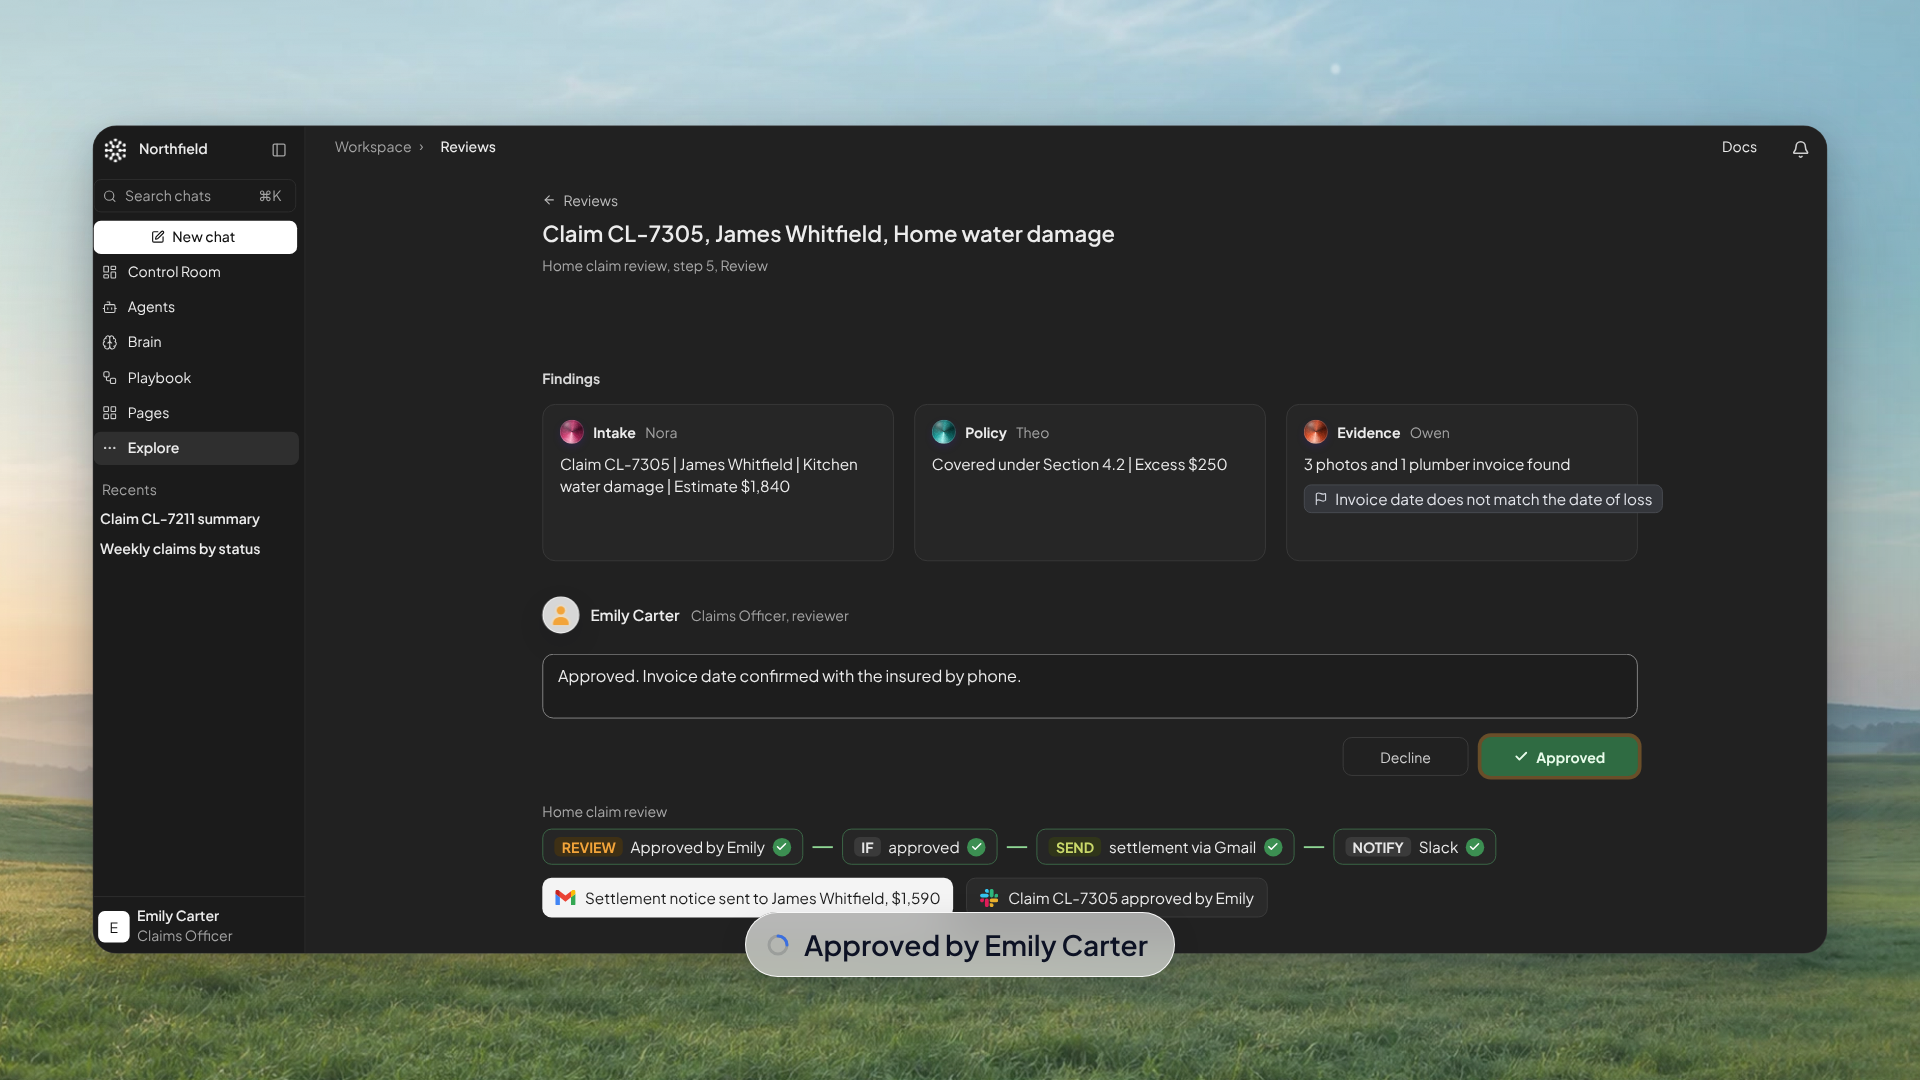 Northfield
Search chats ⌘K
New chat
Control Room
Agents
Brain
Playbook
Pages
Explore
Recents
Claim CL-7211 summary
Weekly claims by status
E
Emily Carter
Claims Officer
Workspace › Reviews
Docs
← Reviews
Claim CL-7305, James Whitfield, Home water damage
Home claim review, step 5, Review
Findings
Intake Nora
Claim CL-7305 | James Whitfield | Kitchen
water damage | Estimate $1,840
Policy Theo
Covered under Section 4.2 | Excess $250
Evidence Owen
3 photos and 1 plumber invoice found
Invoice date does not match the date of loss
Emily Carter Claims Officer, reviewer
Approved. Invoice date confirmed with the insured by phone.
Decline
Approved
Home claim review
REVIEW Approved by Emily
IF approved
SEND settlement via Gmail
NOTIFY Slack
Settlement notice sent to James Whitfield, $1,590
Claim CL-7305 approved by Emily
Approved by Emily Carter